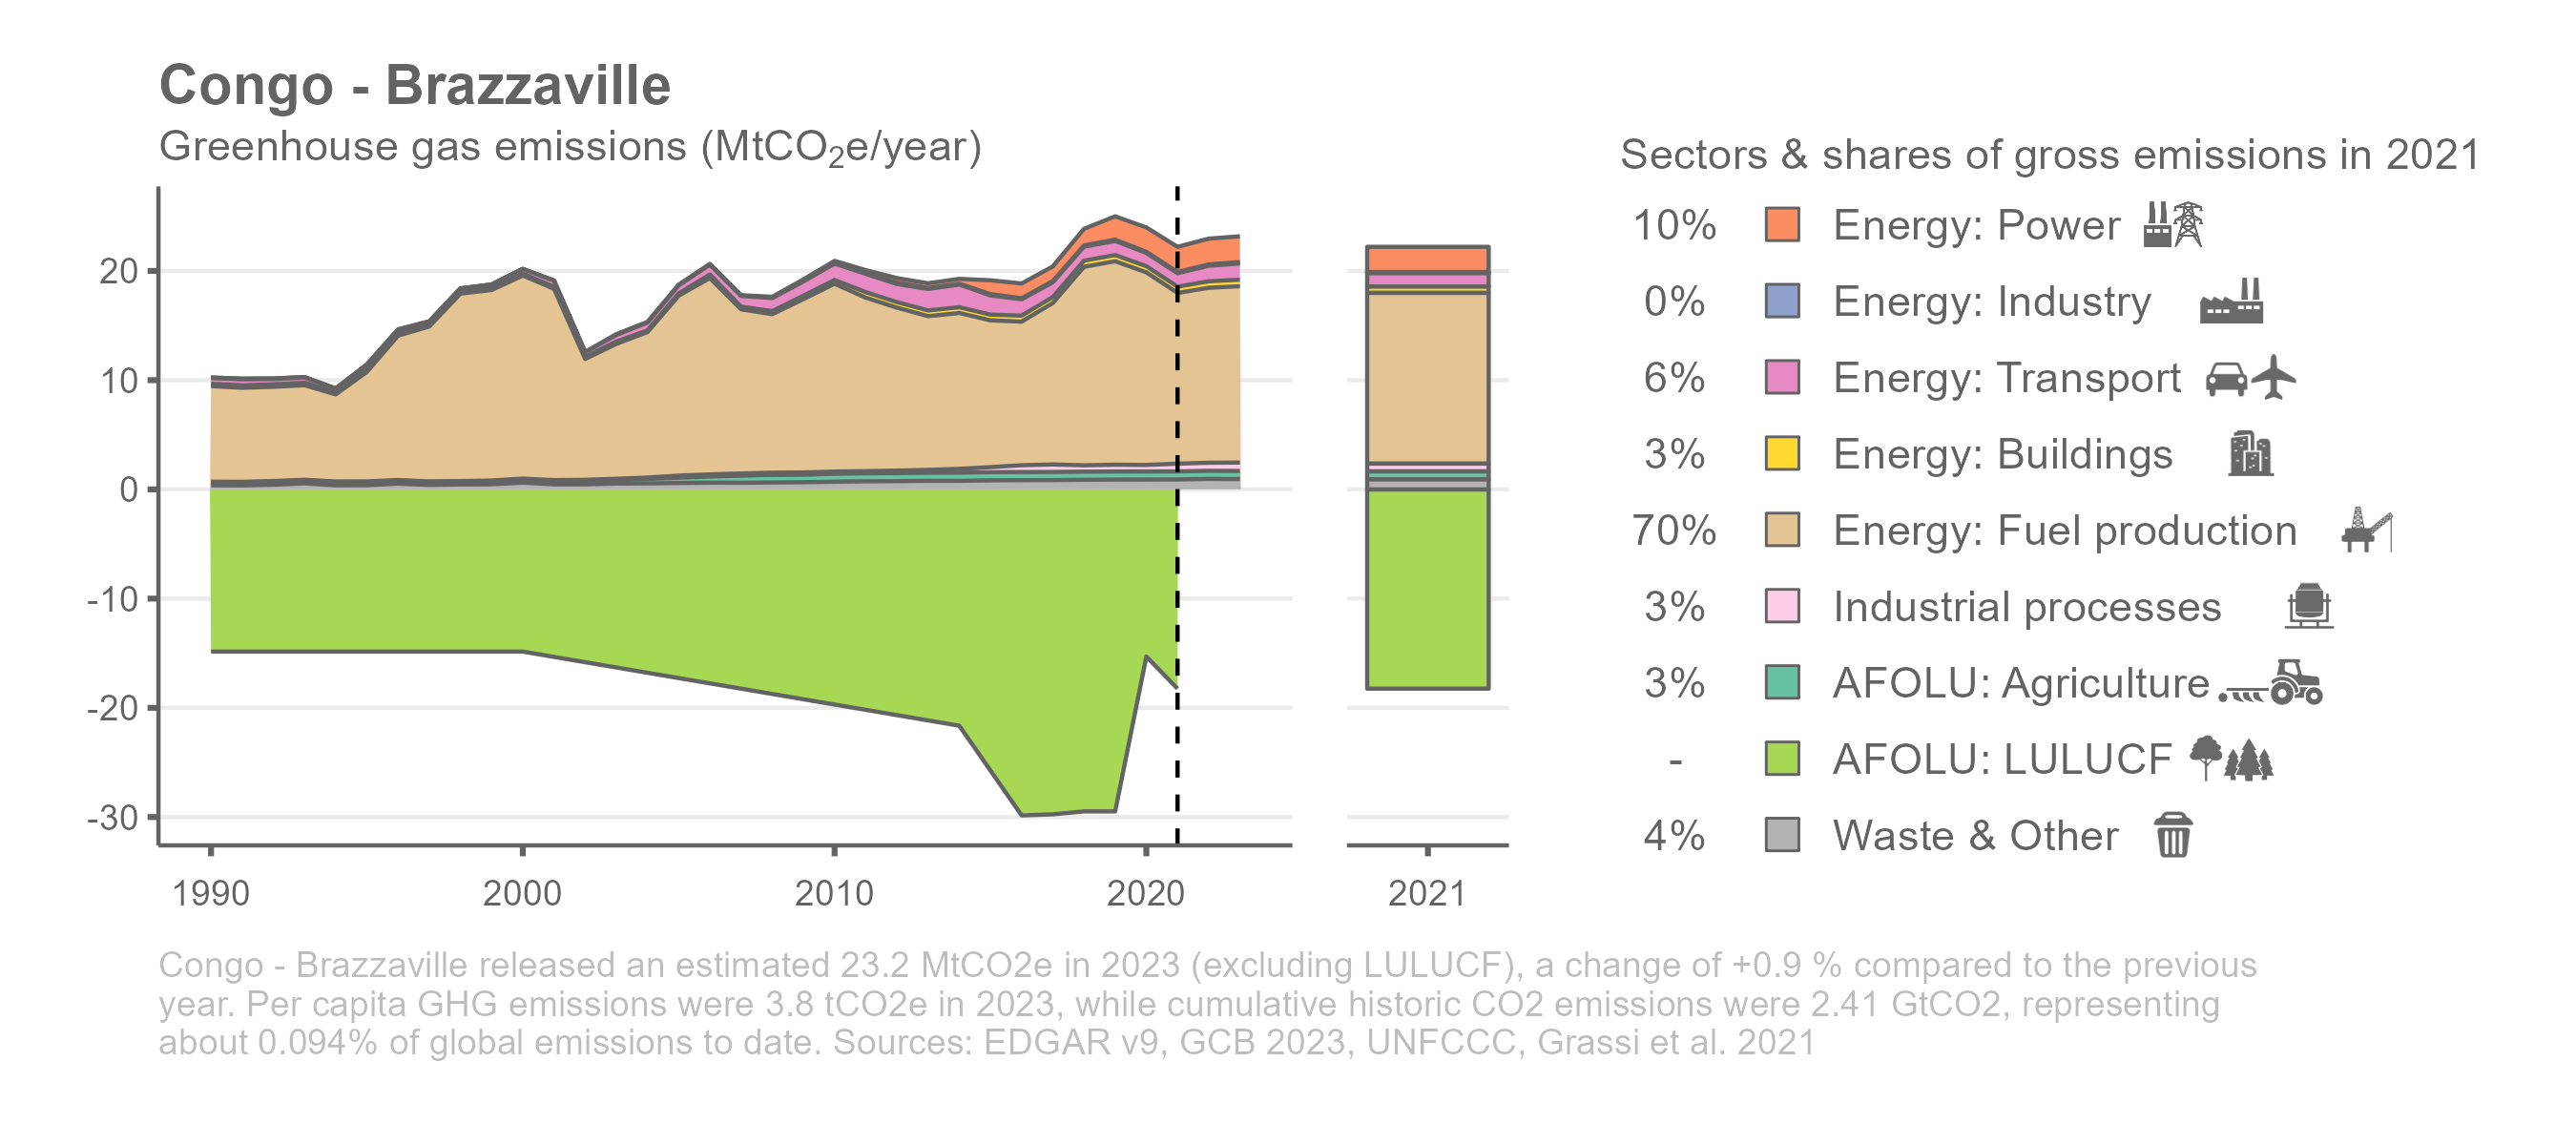 Congo - Brazzaville
Greenhouse gas emissions (MtCO₂e/year)
Sectors & shares of gross emissions in 2021
20
10
0
-10
-20
-30
1990
2000
2010
2020
2021
10% Energy: Power
0% Energy: Industry
6% Energy: Transport
3% Energy: Buildings
70% Energy: Fuel production
3% Industrial processes
3% AFOLU: Agriculture
- AFOLU: LULUCF
4% Waste & Other
Congo - Brazzaville released an estimated 23.2 MtCO2e in 2023 (excluding LULUCF), a change of +0.9 % compared to the previous
year. Per capita GHG emissions were 3.8 tCO2e in 2023, while cumulative historic CO2 emissions were 2.41 GtCO2, representing
about 0.094% of global emissions to date. Sources: EDGAR v9, GCB 2023, UNFCCC, Grassi et al. 2021